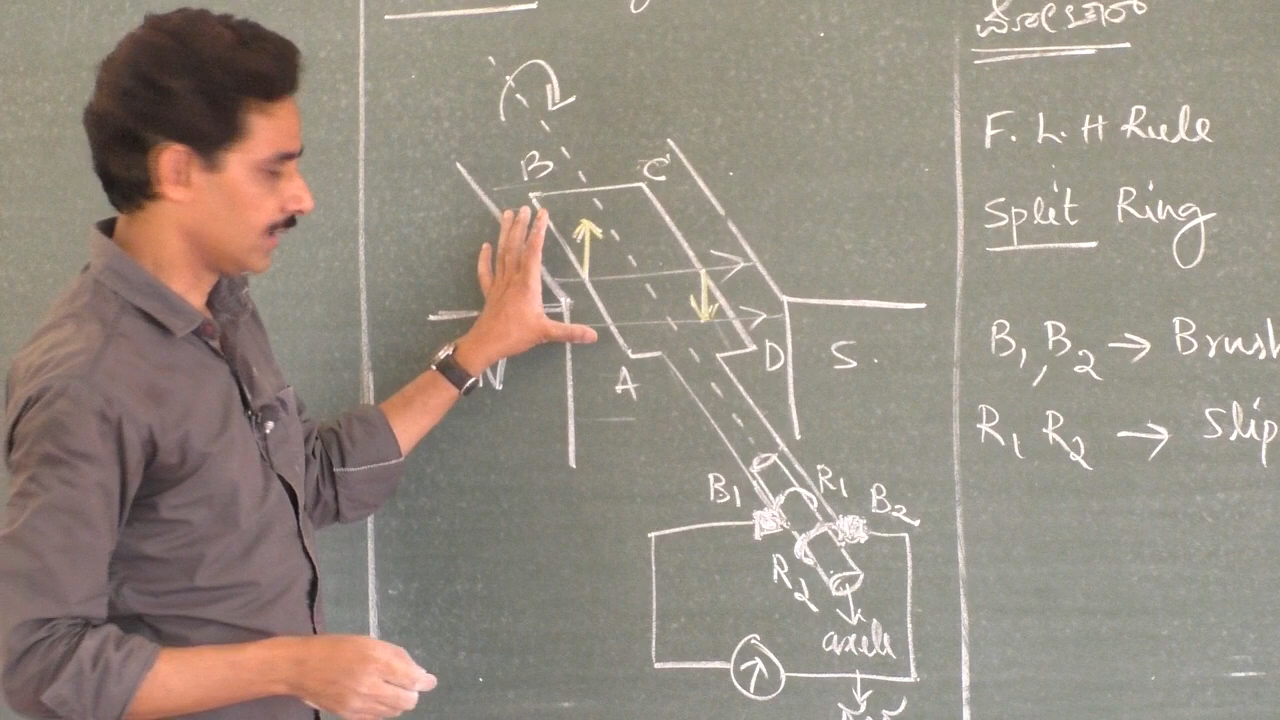 B
C
A
D
N
S.
B1
R1
B2
R2
axle
F. L. H Rule
Split Ring
B1, B2 → Brush
R1 R2 → Slip